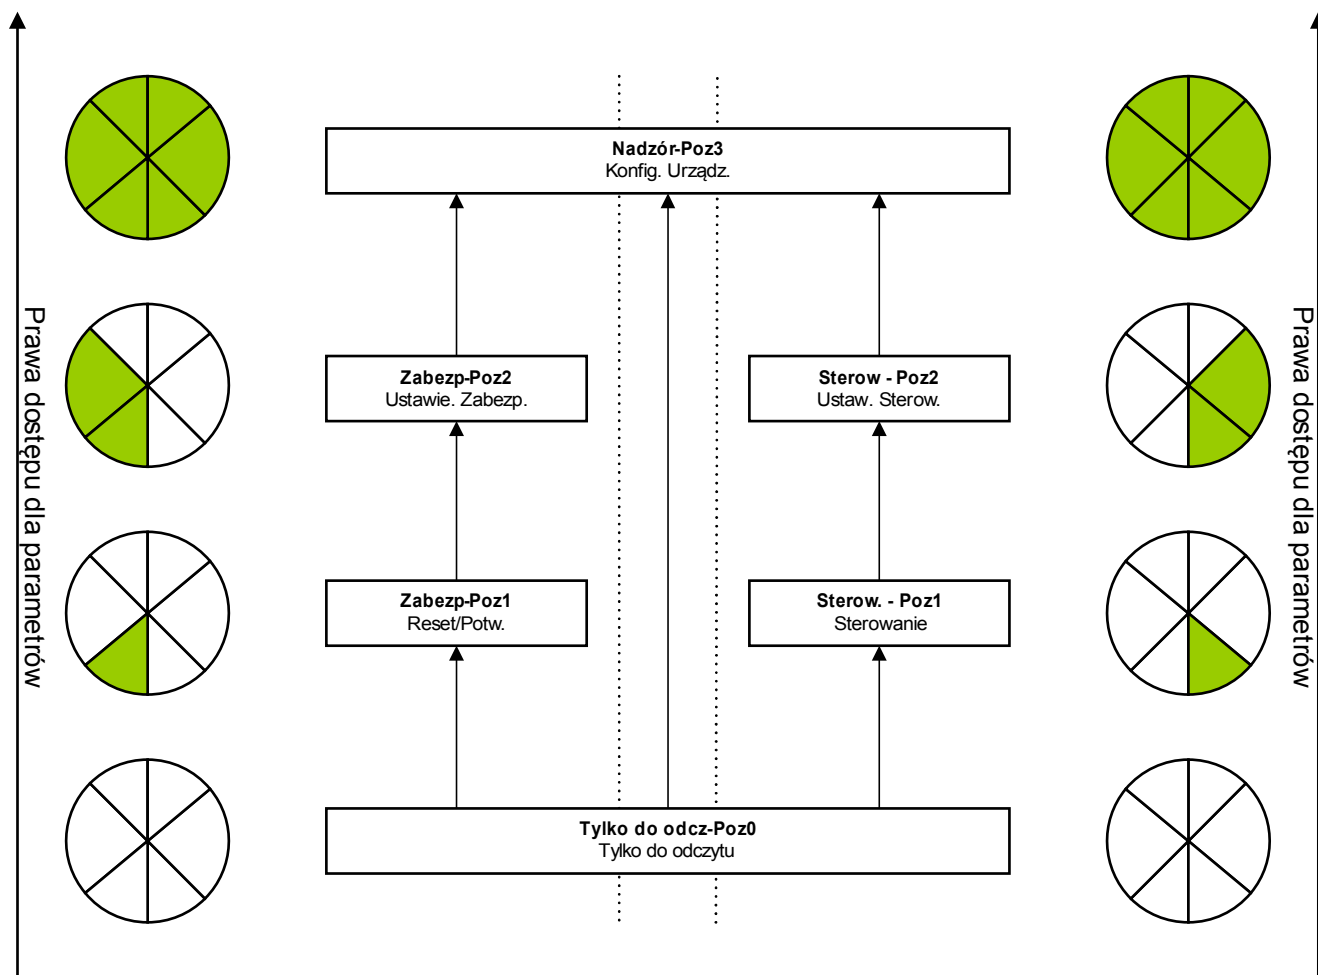 Nadzór-Poz3
Konfig. Urządz.
Prawa dostępu dla parametrów
Prawa dostępu dla parametrów
Zabezp-Poz2
Ustawie. Zabezp.
Sterow - Poz2
Ustaw. Sterow.
Zabezp-Poz1
Reset/Potw.
Sterow. - Poz1
Sterowanie
Tylko do odcz-Poz0
Tylko do odczytu